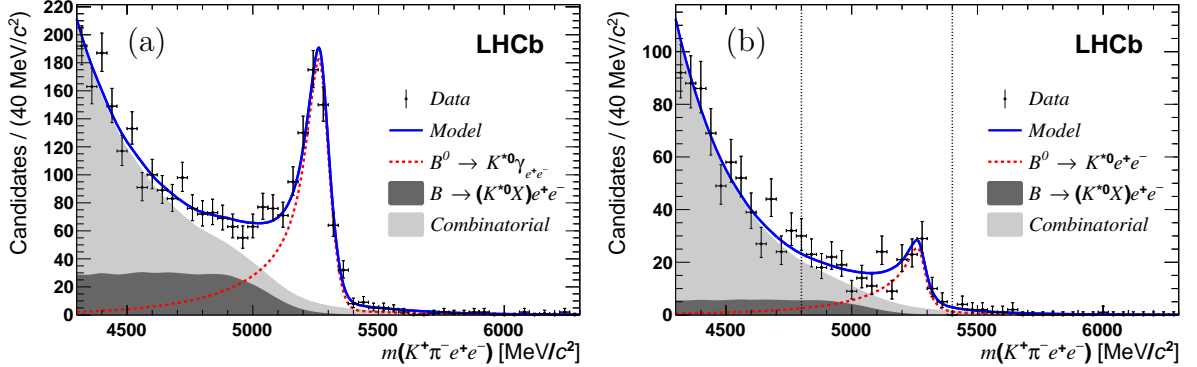 Candidates / (40 MeV/c²)
220
200
180
160
140
120
100
80
60
40
20
0
(a)
LHCb
Data
Model
B⁰ → K*⁰γ_{e⁺e⁻}
B → (K*⁰X)e⁺e⁻
Combinatorial
4500 5000 5500 6000
m(K⁺π⁻e⁺e⁻) [MeV/c²]
Candidates / (40 MeV/c²)
100
80
60
40
20
0
(b)
LHCb
Data
Model
B⁰ → K*⁰e⁺e⁻
B → (K*⁰X)e⁺e⁻
Combinatorial
4500 5000 5500 6000
m(K⁺π⁻e⁺e⁻) [MeV/c²]